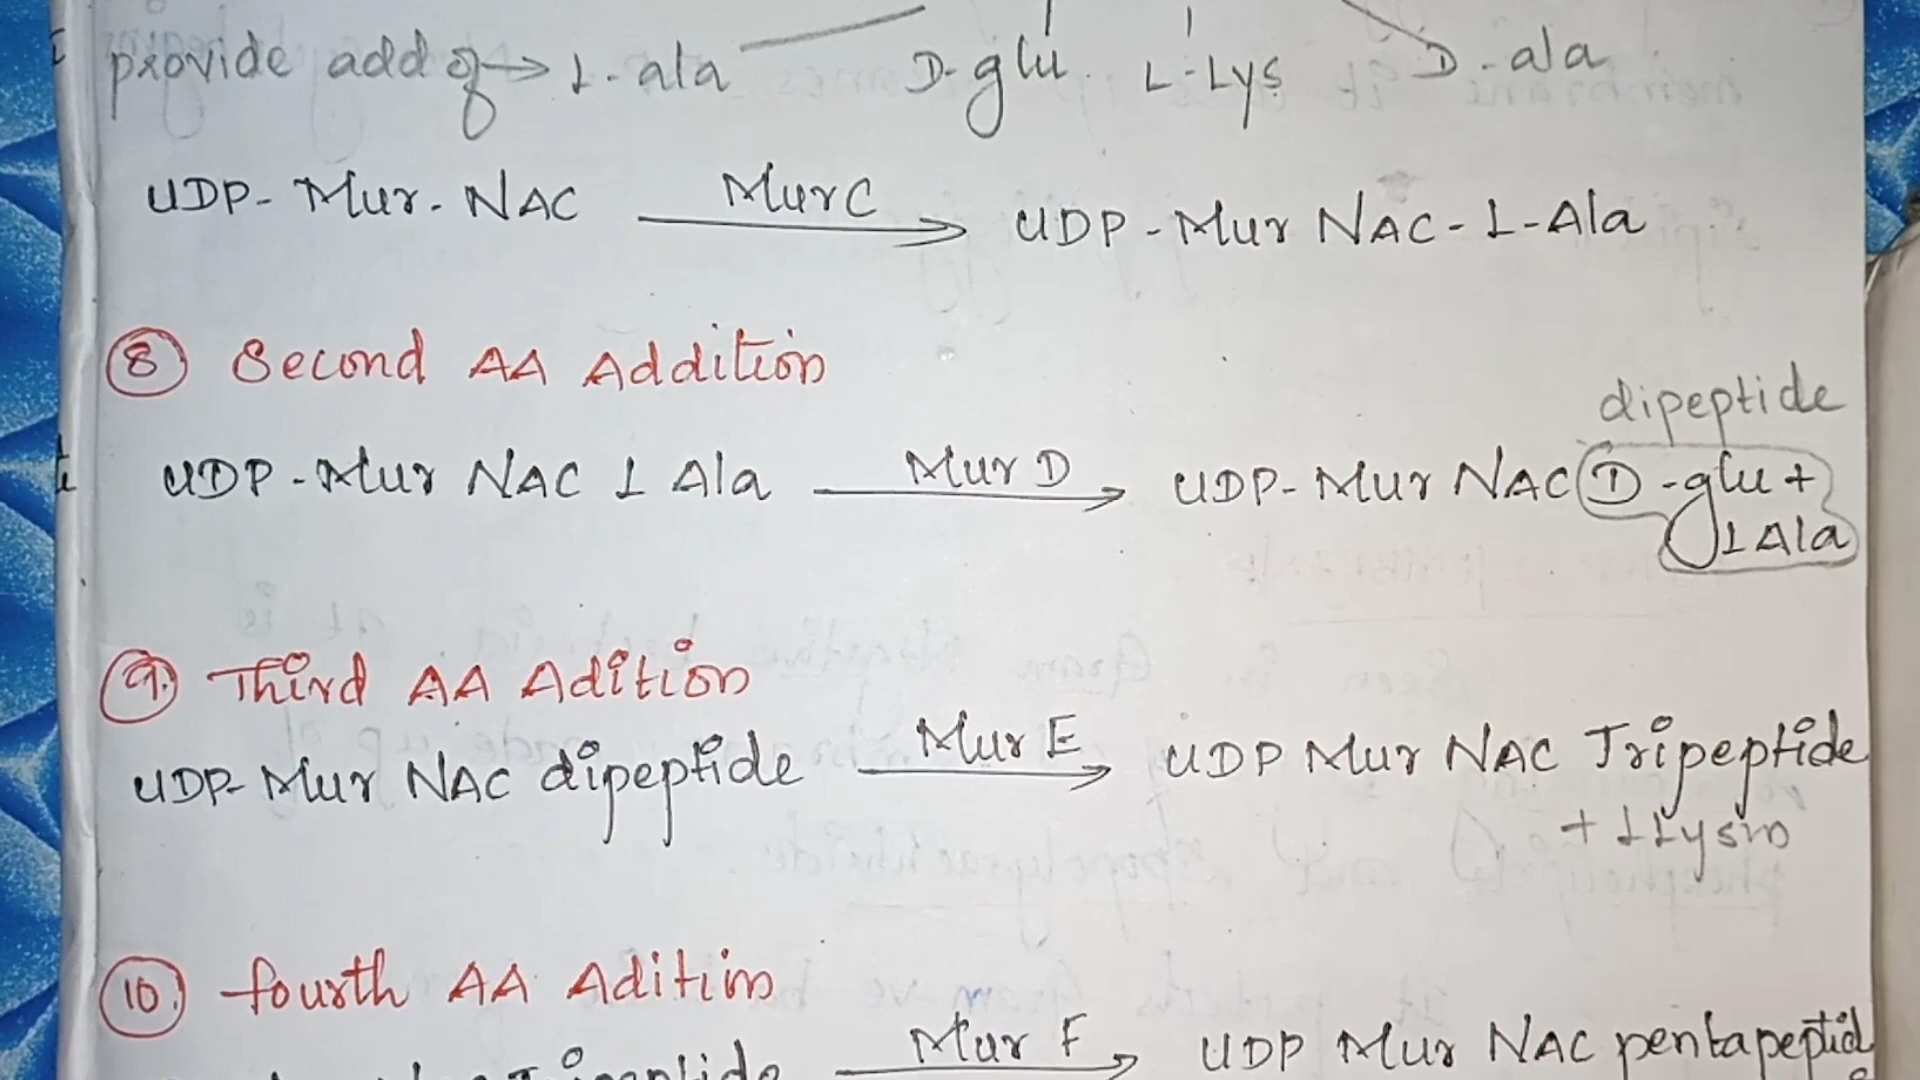 provide add of → L-ala D-glu L-Lys D-ala
UDP-Mur-NAC MurC → UDP-Mur NAC-L-Ala
⑧ Second AA Addition
dipeptide
UDP-Mur NAC L Ala Mur D → UDP-Mur NAC D-glu +
L Ala
⑨. Third AA Adition
UDP-Mur NAC dipeptide Mur E → UDP Mur NAC Tripeptide
+ L Lysin
⑩. fourth AA Adition
Mur F → UDP Mur NAC pentapeptid